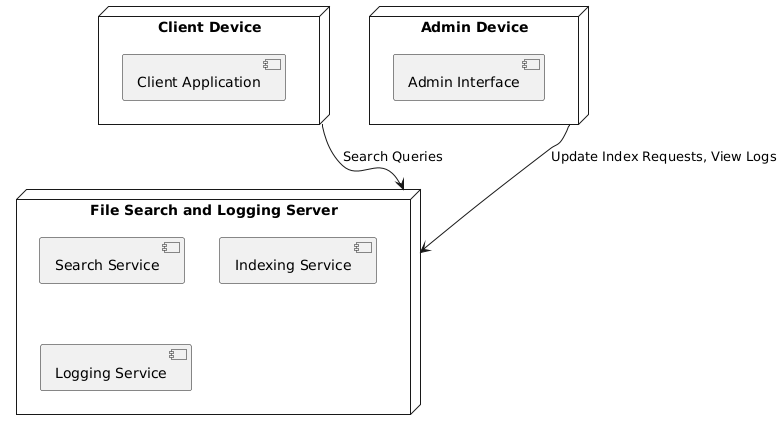 Client Device
Admin Device
Client Application
Admin Interface
Search Queries
Update Index Requests, View Logs
File Search and Logging Server
Search Service
Indexing Service
Logging Service